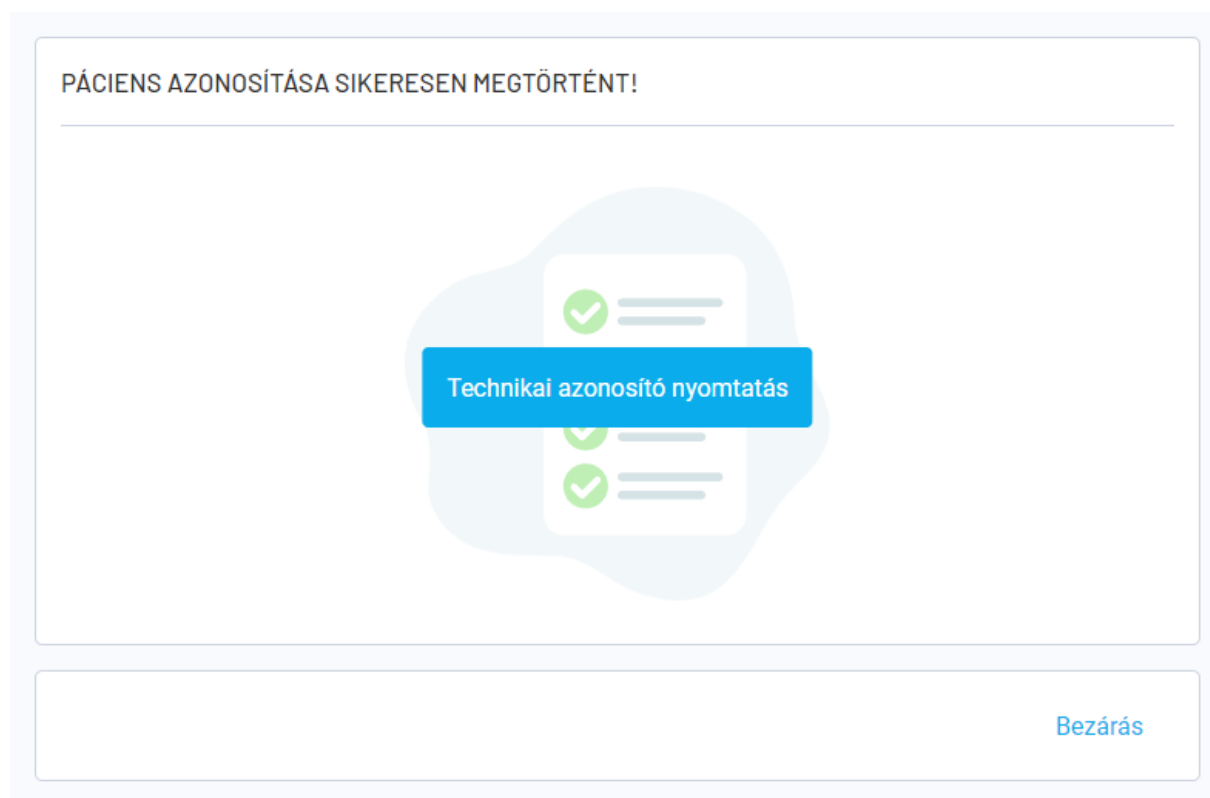 PÁCIENS AZONOSÍTÁSA SIKERESEN MEGTÖRTÉNT!
Technikai azonosító nyomtatás
Bezárás